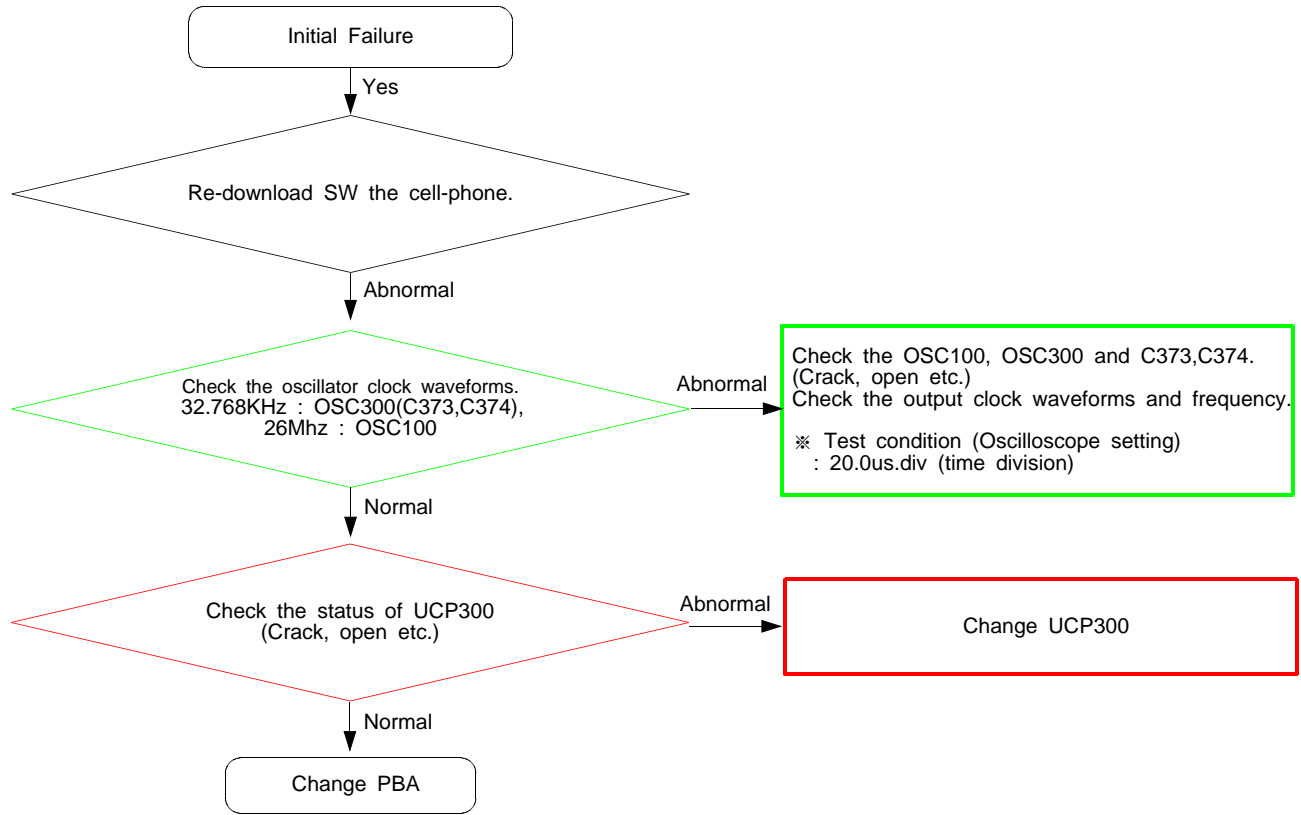 Initial Failure
Yes
Re-download SW the cell-phone.
Abnormal
Check the oscillator clock waveforms.
32.768KHz : OSC300(C373,C374),
26Mhz : OSC100
Abnormal
Check the OSC100, OSC300 and C373,C374.
(Crack, open etc.)
Check the output clock waveforms and frequency.
※ Test condition (Oscilloscope setting)
: 20.0us.div (time division)
Normal
Check the status of UCP300
(Crack, open etc.)
Abnormal
Change UCP300
Normal
Change PBA